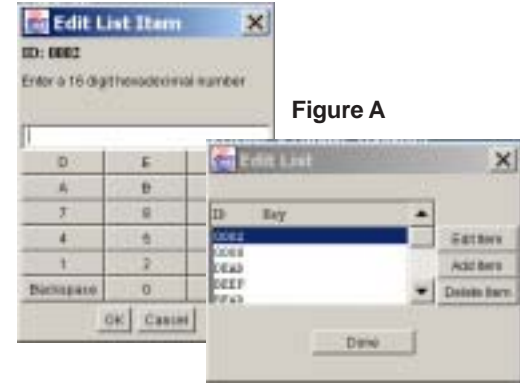 Edit List Item
ID: 0002
Enter a 16 digit hexadecimal number
D E
A B
7 8
4 5
1 2
Backspace 0
OK Cancel
Figure A
Edit List
ID Key
0002
DEAD
BEEF
DEAD
Edit Item
Add Item
Delete Item
Done